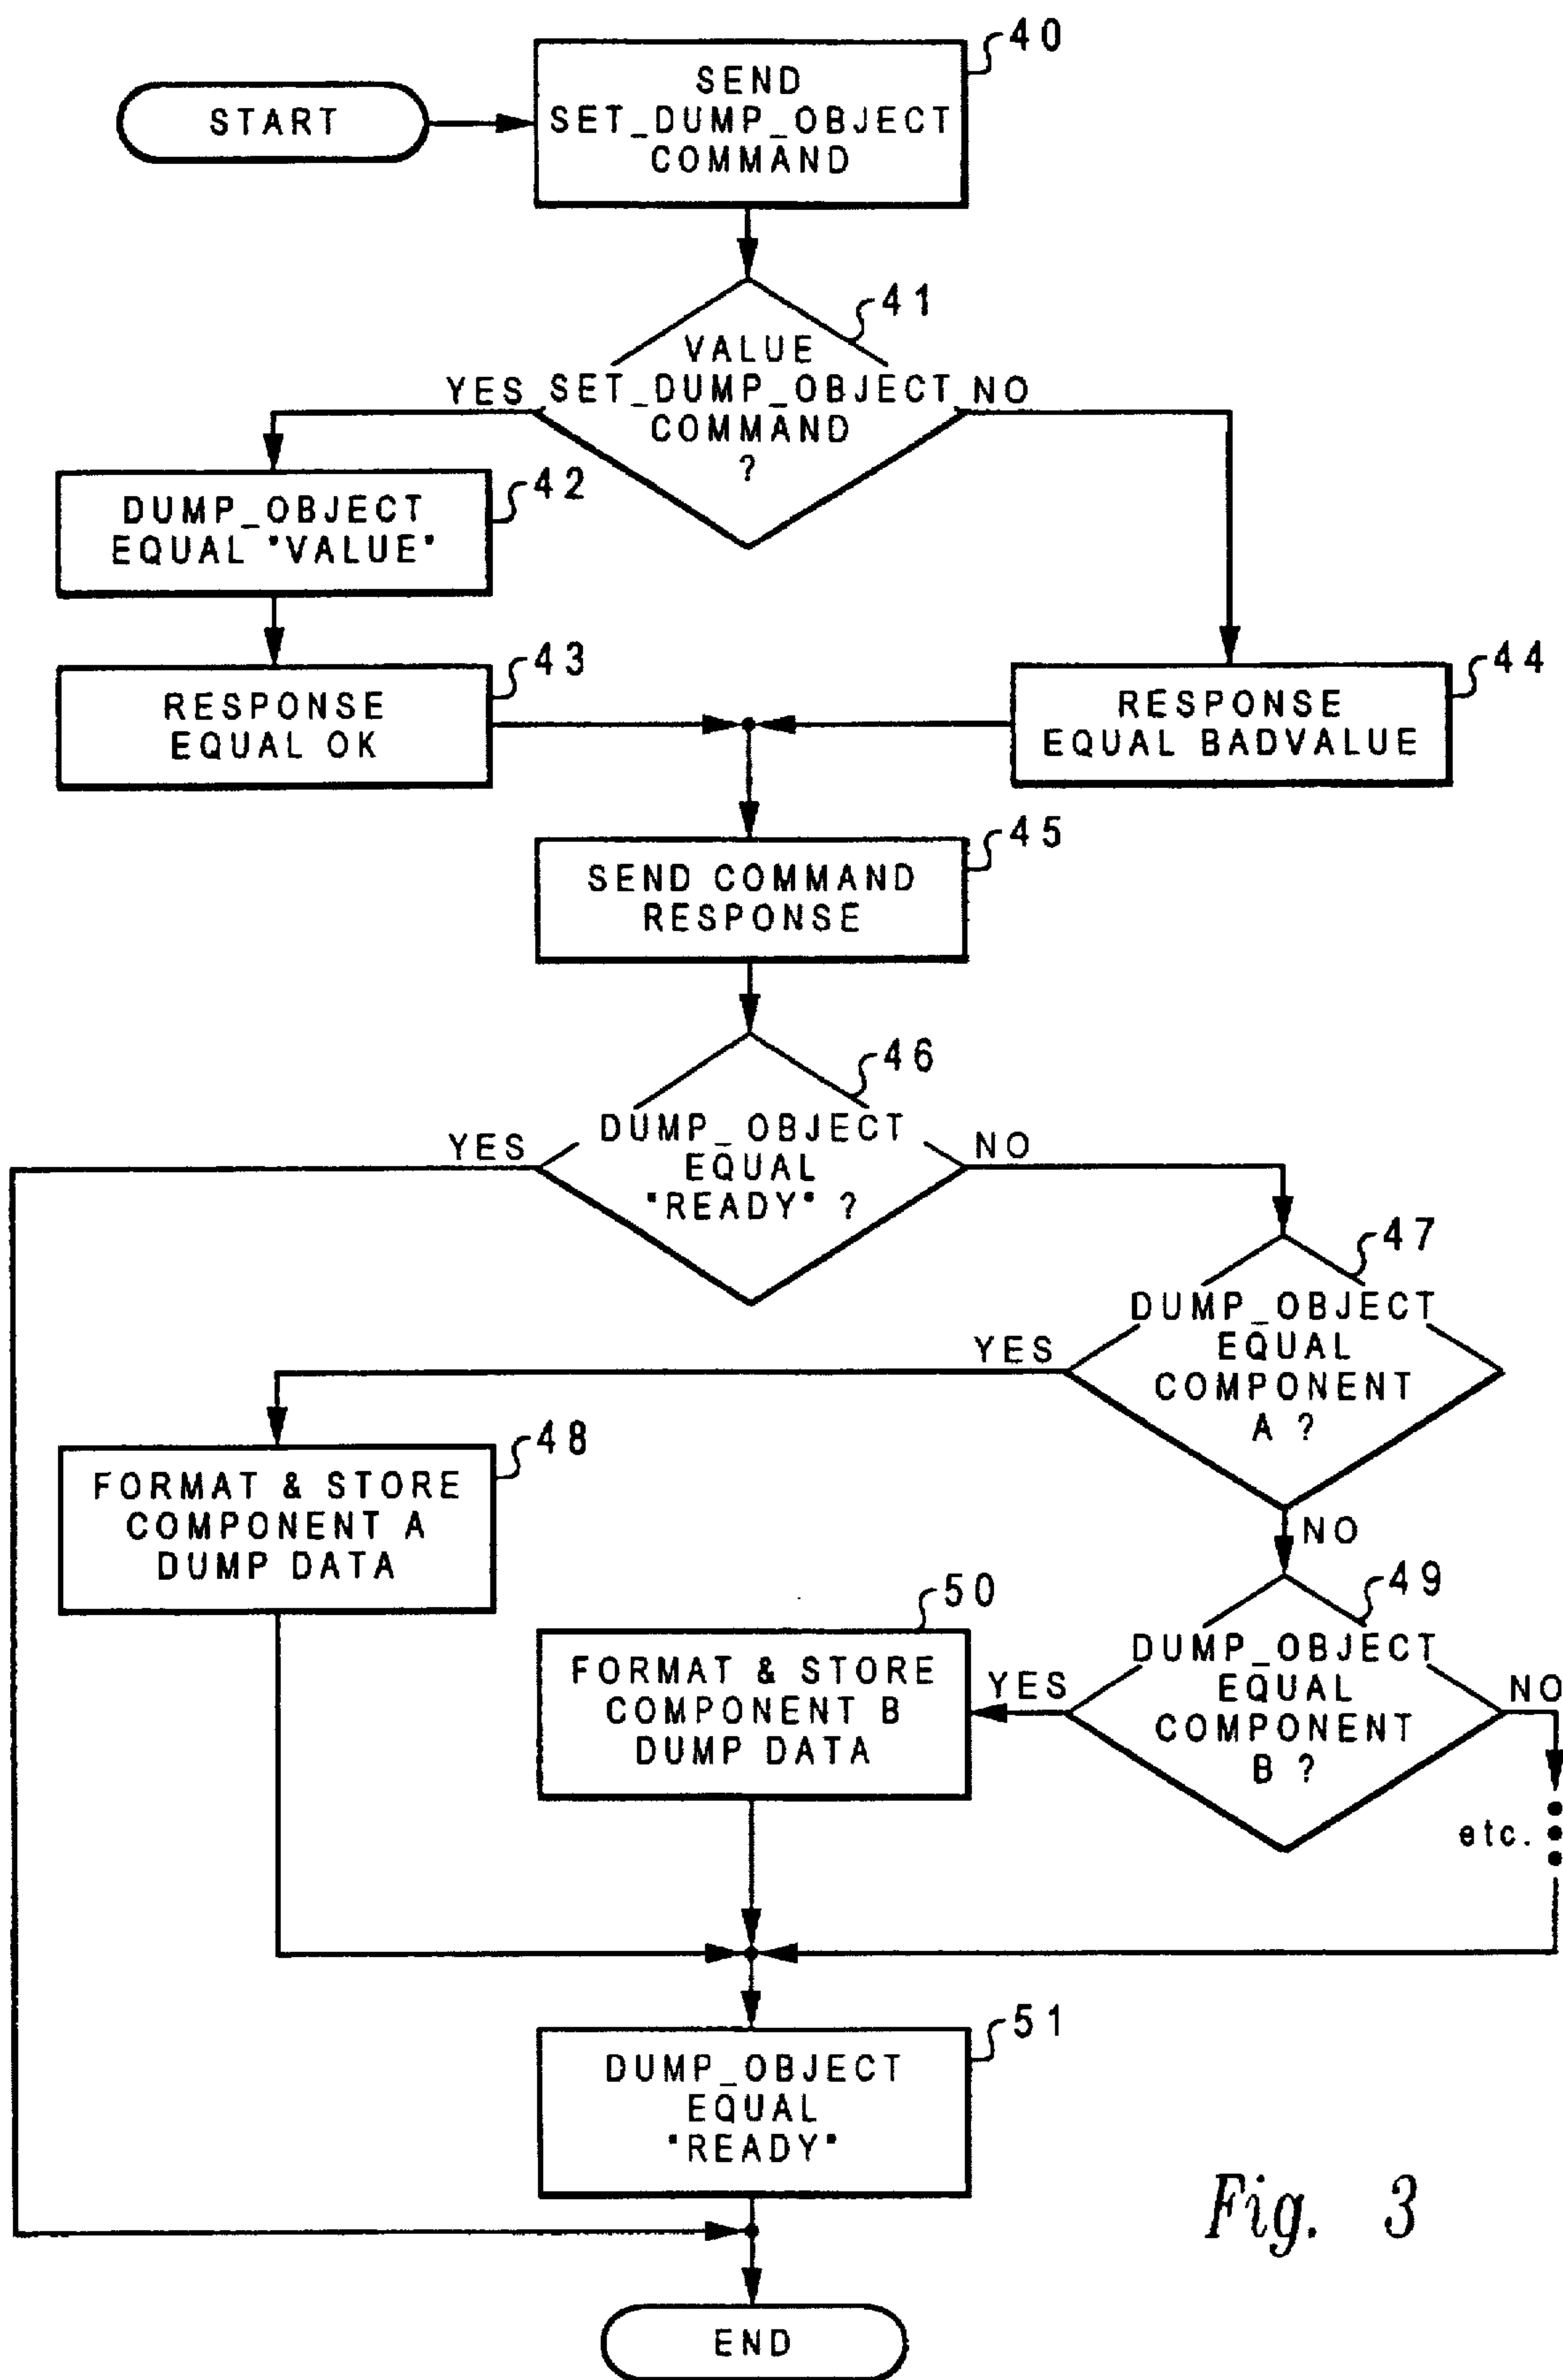 START
SEND
SET_DUMP_OBJECT
COMMAND
40
41
VALUE
SET_DUMP_OBJECT
COMMAND
?
YES
NO
DUMP_OBJECT
EQUAL "VALUE"
42
RESPONSE
EQUAL OK
43
RESPONSE
EQUAL BADVALUE
44
SEND COMMAND
RESPONSE
45
46
DUMP_OBJECT
EQUAL
"READY" ?
YES
NO
47
DUMP_OBJECT
EQUAL
COMPONENT
A ?
YES
NO
FORMAT & STORE
COMPONENT A
DUMP DATA
48
49
DUMP_OBJECT
EQUAL
COMPONENT
B ?
YES
NO
etc.
50
FORMAT & STORE
COMPONENT B
DUMP DATA
51
DUMP_OBJECT
EQUAL
"READY"
END
Fig. 3